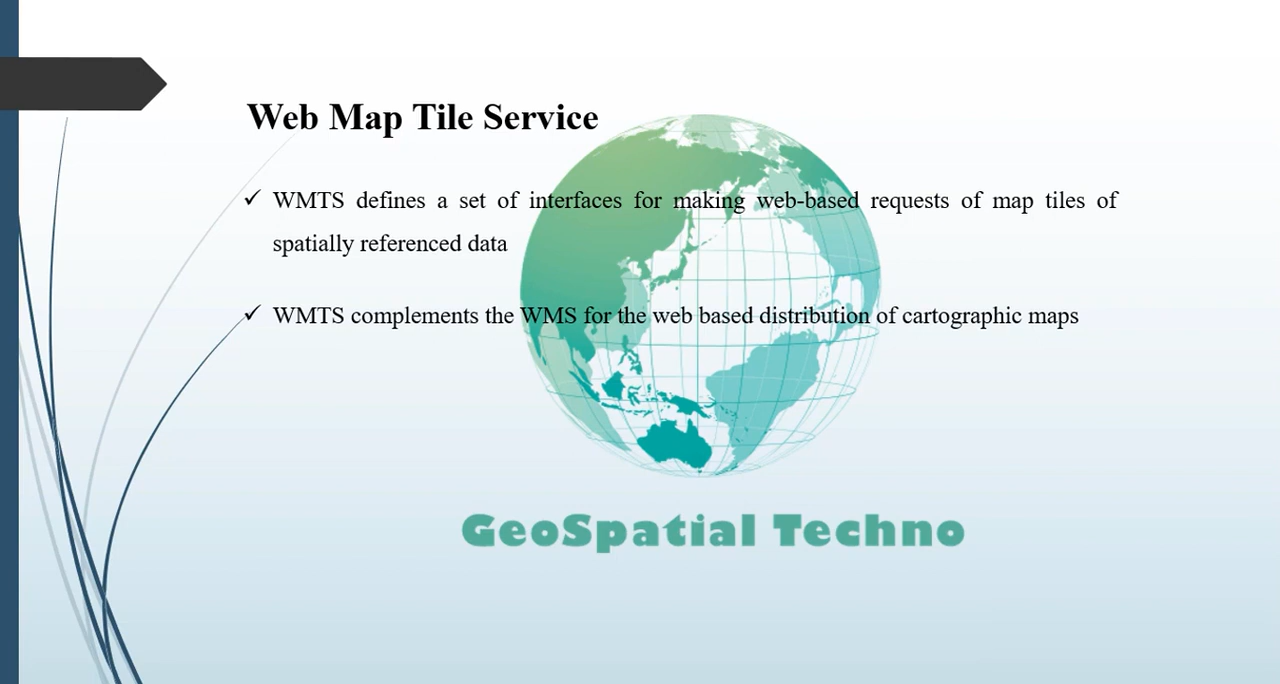 Web Map Tile Service
✓ WMTS defines a set of interfaces for making web-based requests of map tiles of
spatially referenced data
✓ WMTS complements the WMS for the web based distribution of cartographic maps
GeoSpatial Techno